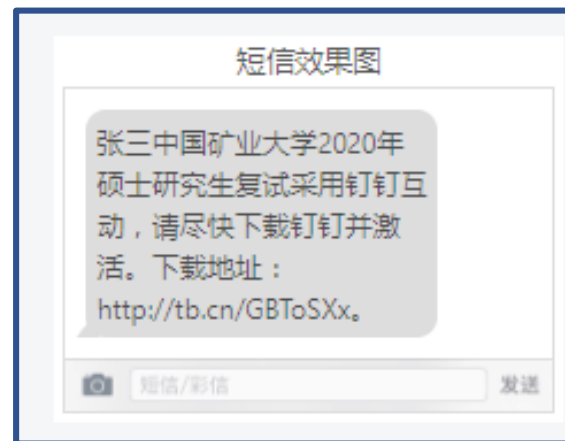 短信效果图
张三中国矿业大学2020年
硕士研究生复试采用钉钉互
动，请尽快下载钉钉并激
活。下载地址：
http://tb.cn/GBToSXx。
短信/彩信
发送